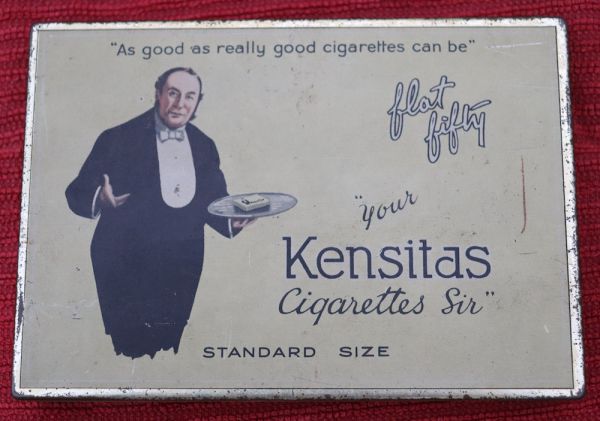 "As good as really good cigarettes can be"
flat
fifty
"your
Kensitas
Cigarettes Sir"
STANDARD SIZE